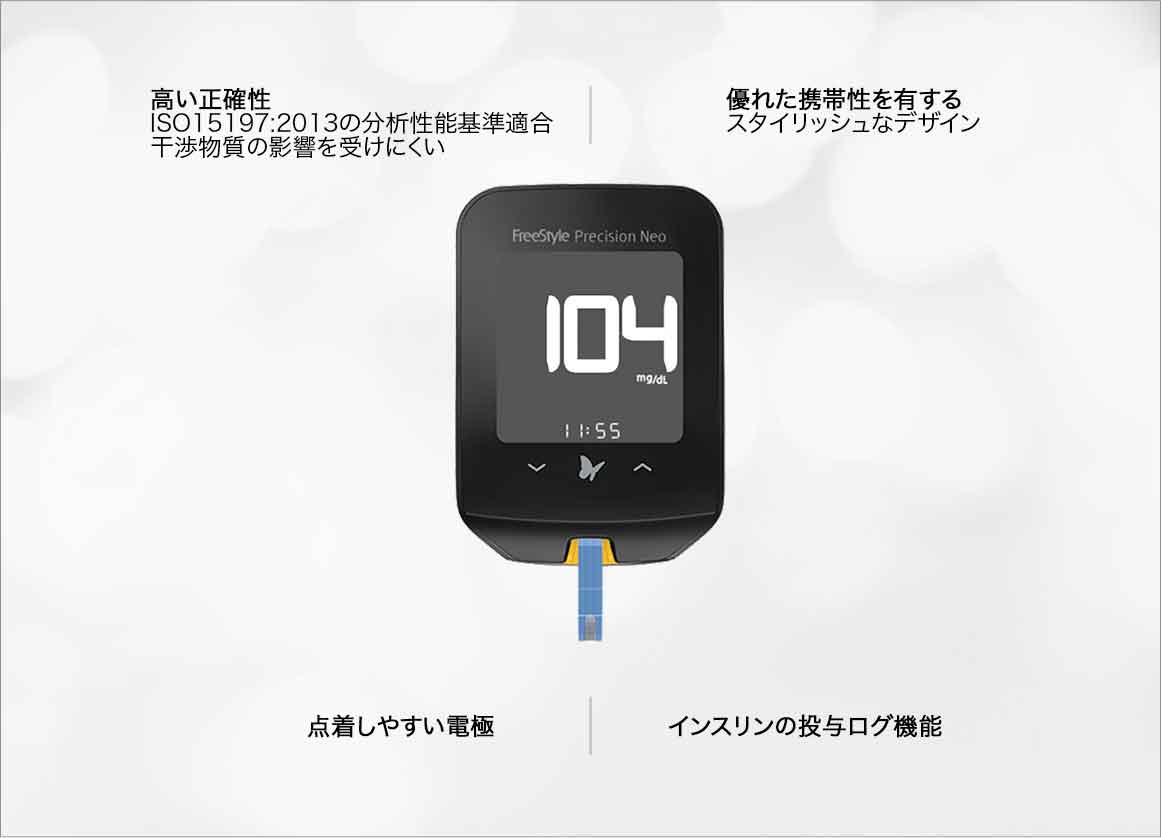 高い正確性
ISO15197:2013の分析性能基準適合
干渉物質の影響を受けにくい
優れた携帯性を有する
スタイリッシュなデザイン
FreeStyle Precision Neo
104
mg/dL
11:55
点着しやすい電極
インスリンの投与ログ機能